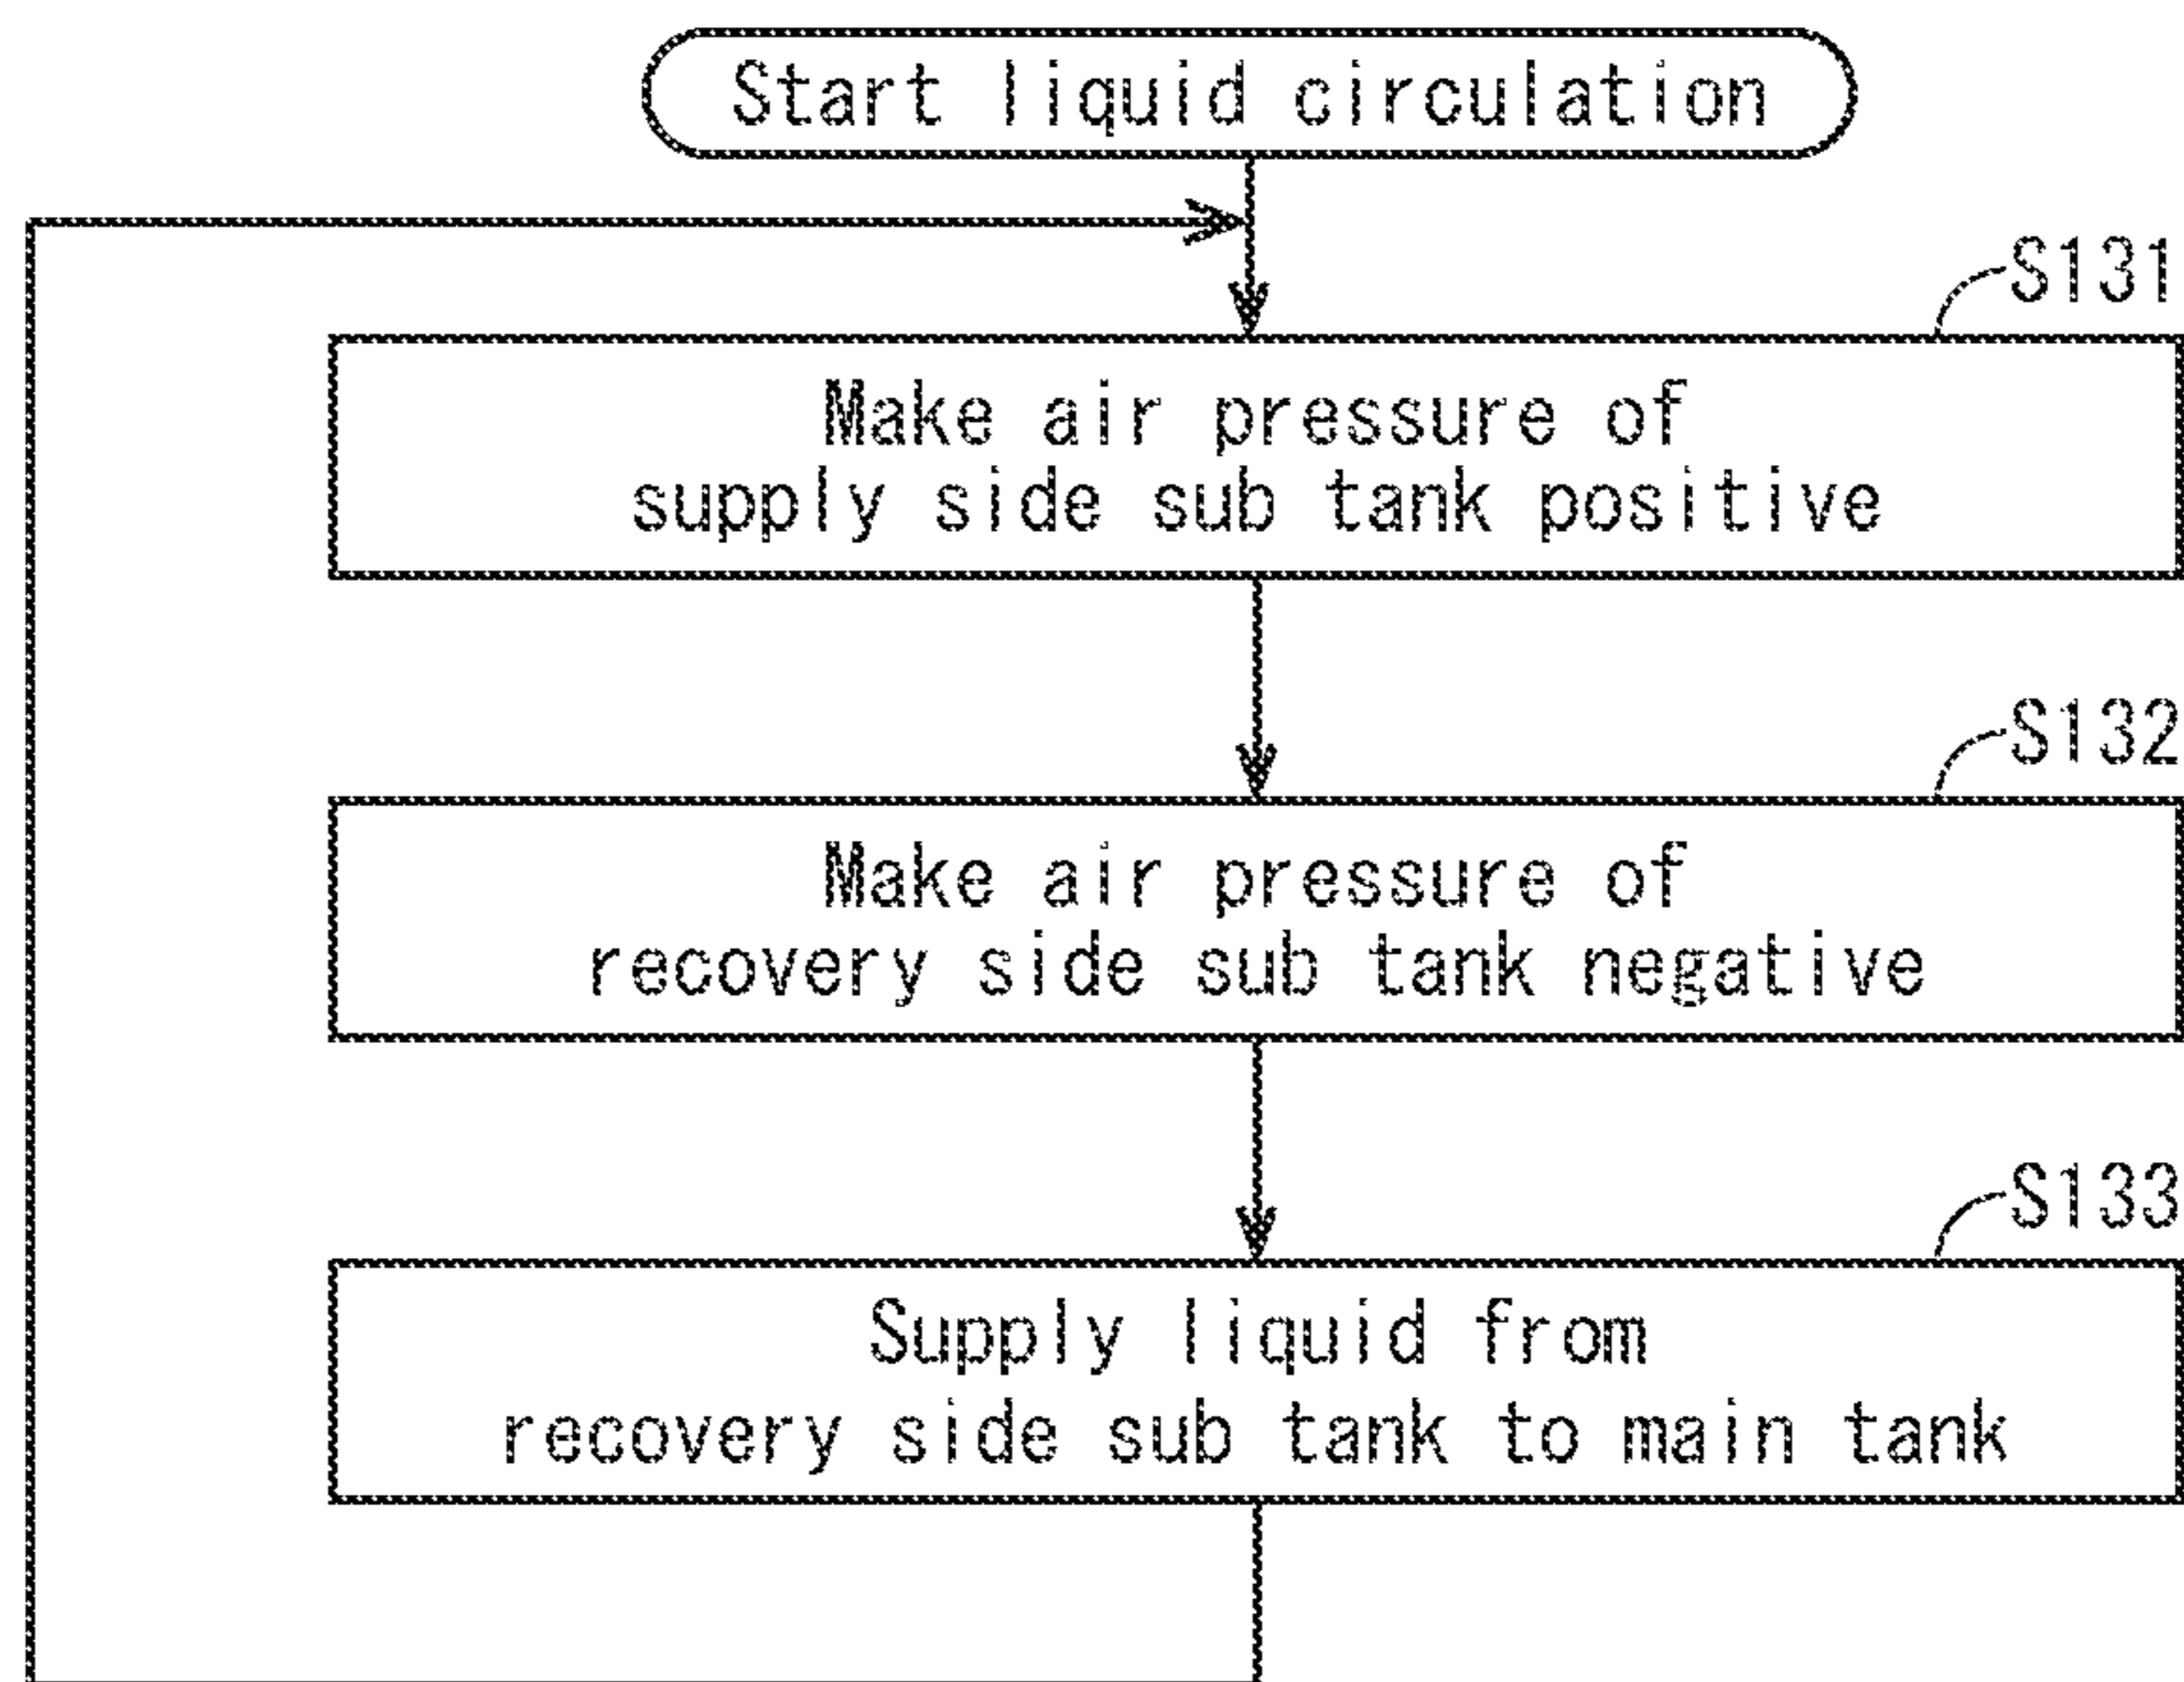 Start liquid circulation
S131
Make air pressure of
supply side sub tank positive
S132
Make air pressure of
recovery side sub tank negative
S133
Supply liquid from
recovery side sub tank to main tank